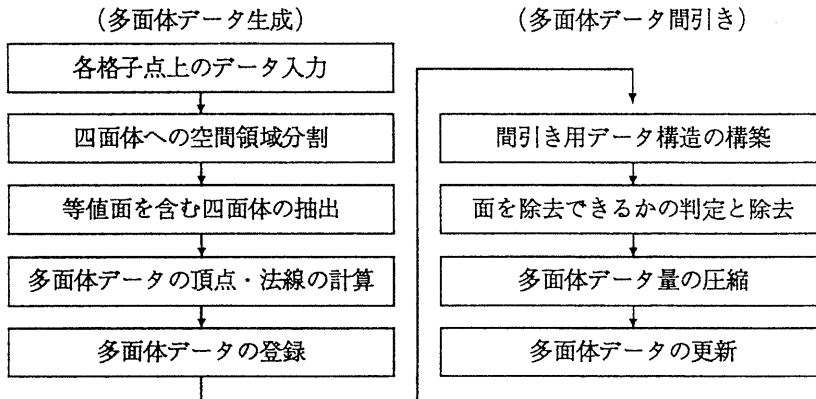 (多面体データ生成)
各格子点上のデータ入力
四面体への空間領域分割
等値面を含む四面体の抽出
多面体データの頂点・法線の計算
多面体データの登録
(多面体データ間引き)
間引き用データ構造の構築
面を除去できるかの判定と除去
多面体データ量の圧縮
多面体データの更新